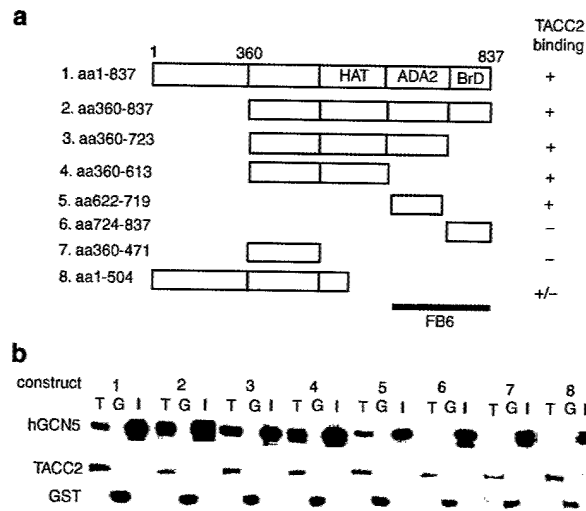 a
TACC2
binding
1 360 837
1. aa1-837 HAT ADA2 BrD +
2. aa360-837 +
3. aa360-723 +
4. aa360-613 +
5. aa622-719 +
6. aa724-837 −
7. aa360-471 −
8. aa1-504 +/−
FB6
b
construct 1 2 3 4 5 6 7 8
T G I T G I T G I T G I T G I T G I T G I T G I
hGCN5
TACC2
GST